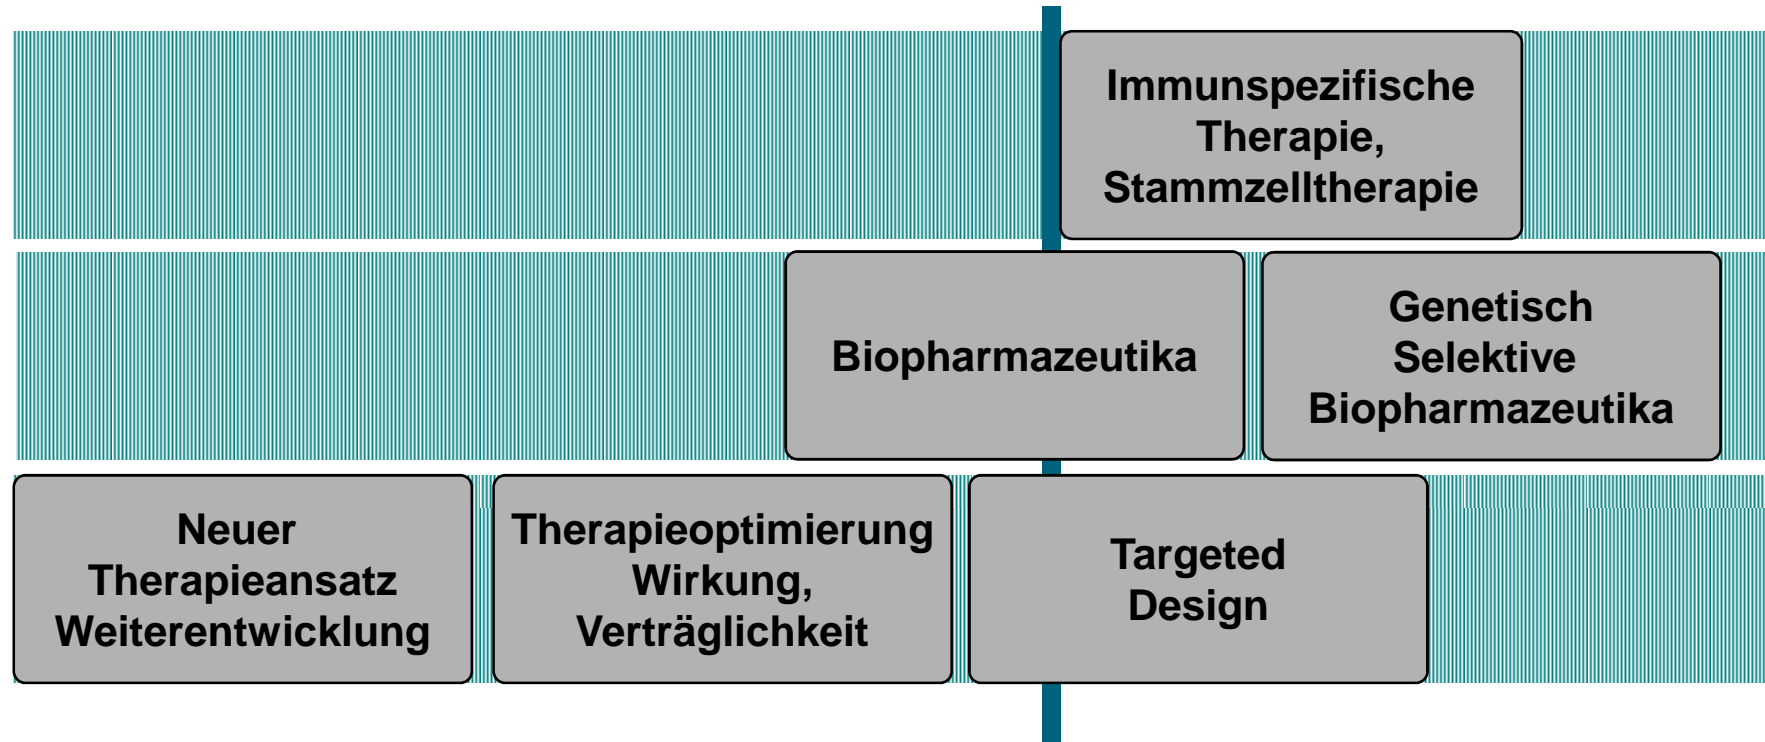 Immunspezifische
Therapie,
Stammzelltherapie
Biopharmazeutika
Genetisch
Selektive
Biopharmazeutika
Neuer
Therapieansatz
Weiterentwicklung
Therapieoptimierung
Wirkung,
Verträglichkeit
Targeted
Design